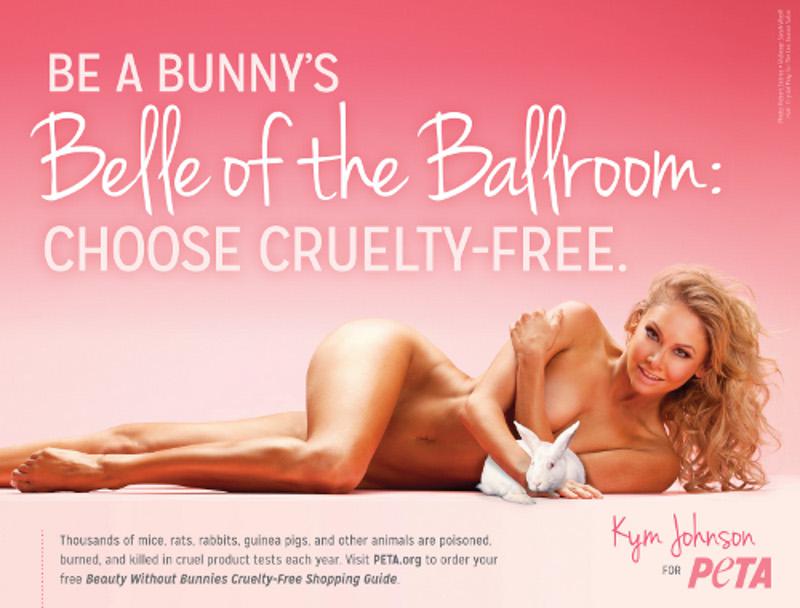 BE A BUNNY'S
Belle of the Ballroom:
CHOOSE CRUELTY-FREE.
Thousands of mice, rats, rabbits, guinea pigs, and other animals are poisoned,
burned, and killed in cruel product tests each year. Visit PETA.org to order your
free Beauty Without Bunnies Cruelty-Free Shopping Guide.
Kym Johnson
FOR PETA